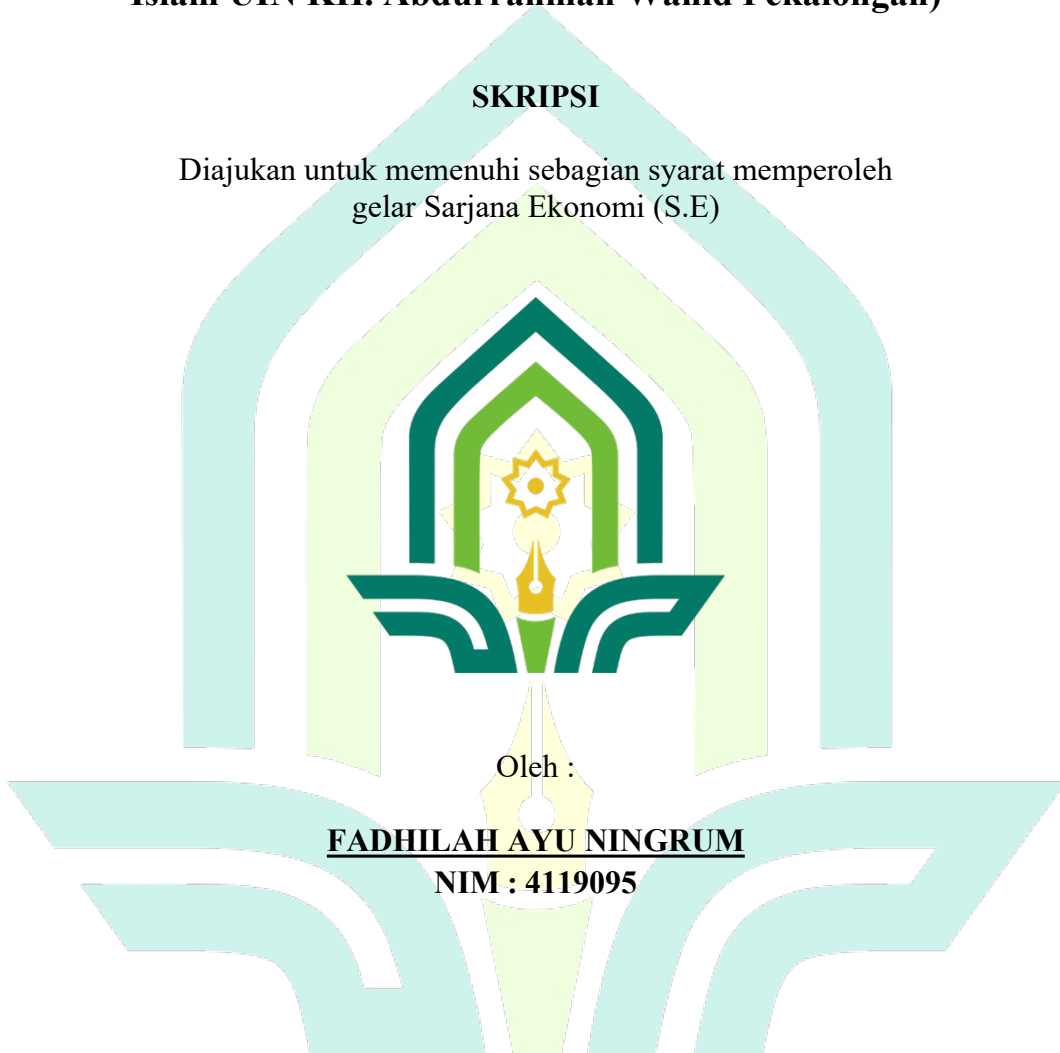 Islam UIN KH. Abdurrahman Wahid Pekalongan)
SKRIPSI
Diajukan untuk memenuhi sebagian syarat memperoleh
gelar Sarjana Ekonomi (S.E)
Oleh :
FADHILAH AYU NINGRUM
NIM : 4119095